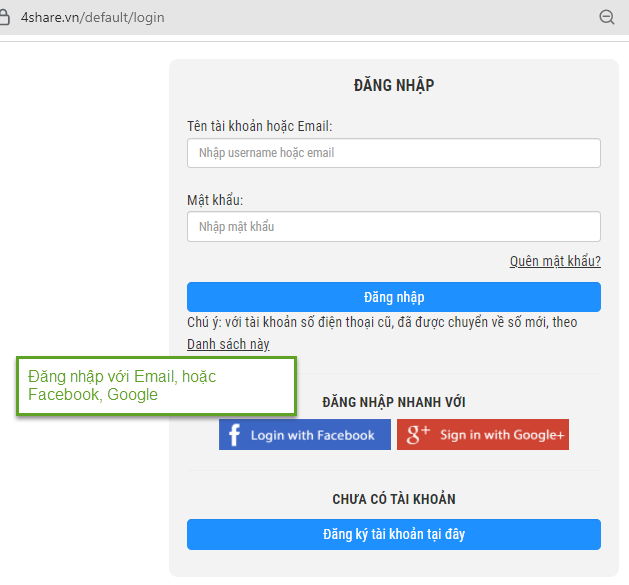 4share.vn/default/login
ĐĂNG NHẬP
Tên tài khoản hoặc Email:
Nhập username hoặc email
Mật khẩu:
Nhập mật khẩu
Quên mật khẩu?
Đăng nhập
Chú ý: với tài khoản số điện thoại cũ, đã được chuyển về số mới, theo
Danh sách này
Đăng nhập với Email, hoặc
Facebook, Google
ĐĂNG NHẬP NHANH VỚI
f Login with Facebook
g+ Sign in with Google+
CHƯA CÓ TÀI KHOẢN
Đăng ký tài khoản tại đây